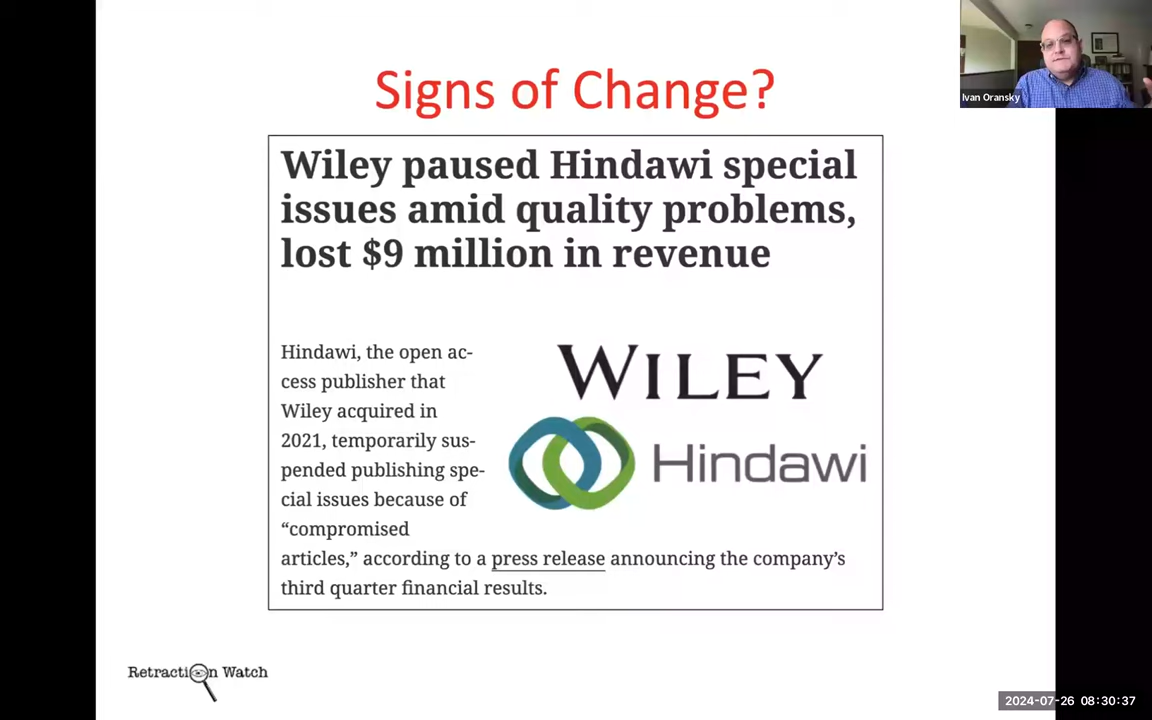 Signs of Change?
Ivan Oransky
Wiley paused Hindawi special
issues amid quality problems,
lost $9 million in revenue
Hindawi, the open ac-
cess publisher that
Wiley acquired in
2021, temporarily sus-
pended publishing spe-
cial issues because of
“compromised
articles,” according to a press release announcing the company’s
third quarter financial results.
WILEY
Hindawi
Retraction Watch
2024-07-26 08:30:37